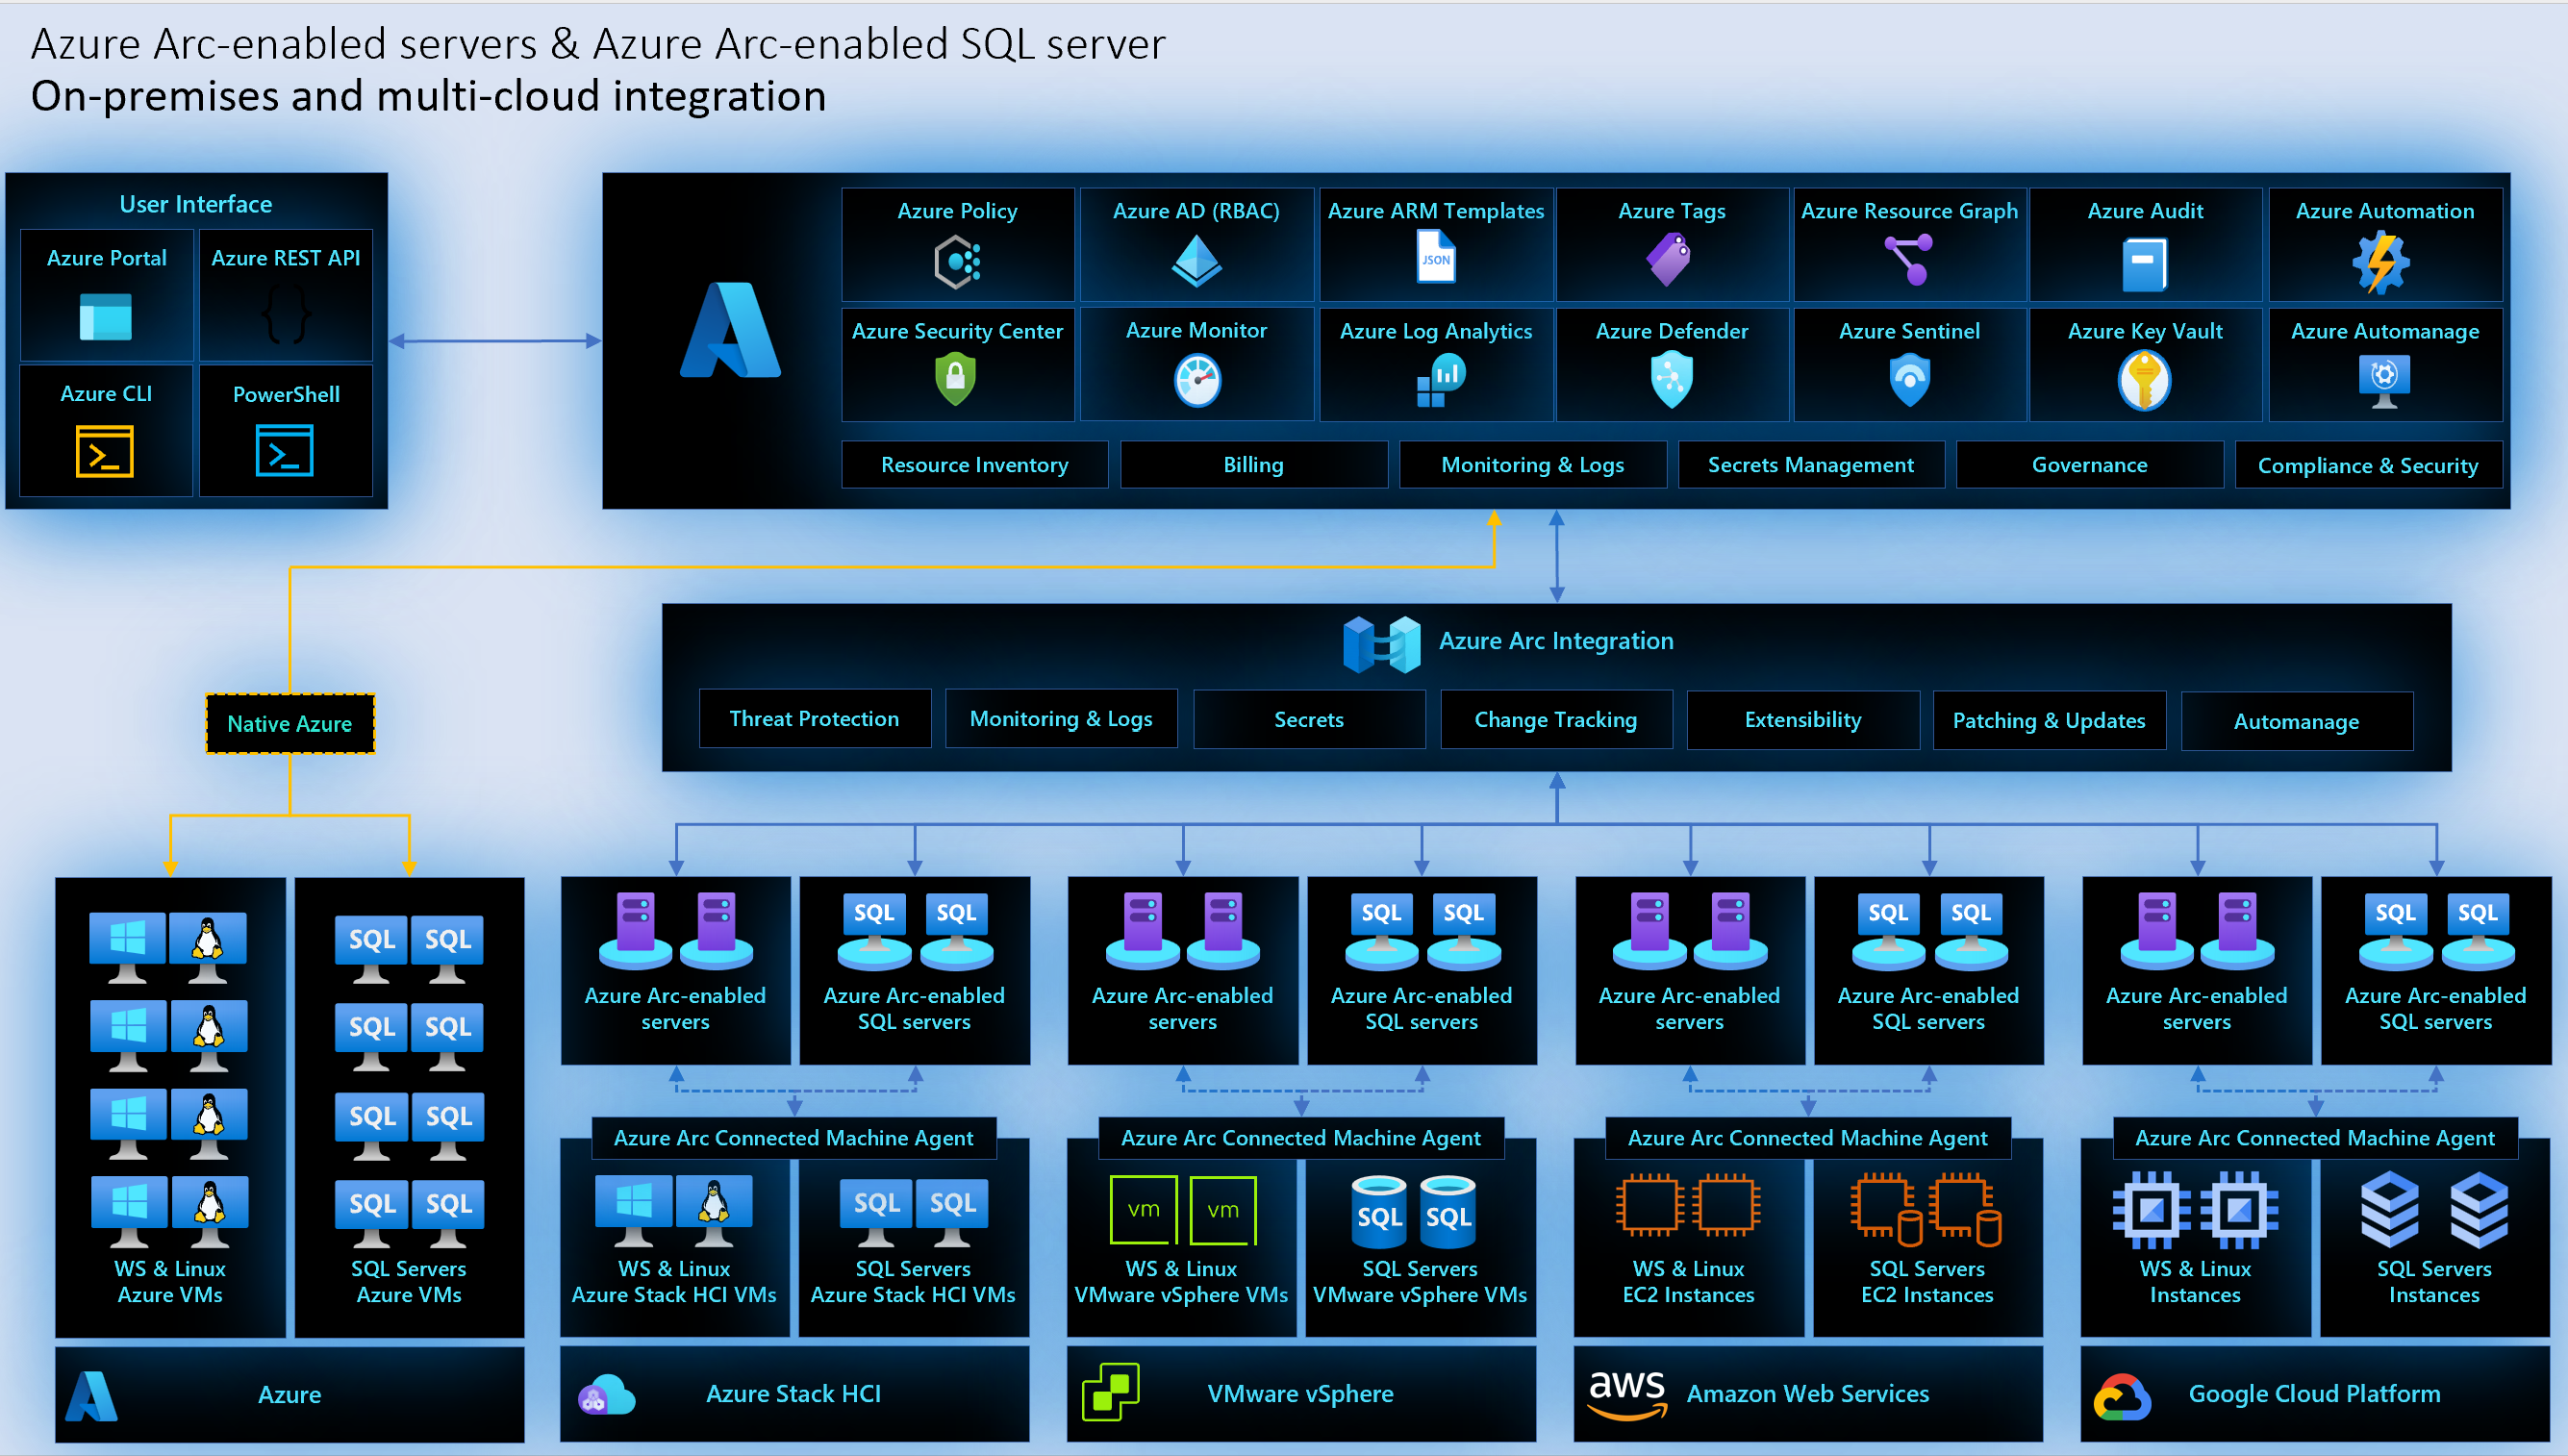 Azure Arc-enabled servers & Azure Arc-enabled SQL server
On-premises and multi-cloud integration
User Interface
Azure Portal
Azure REST API
Azure CLI
PowerShell
Azure Policy
Azure AD (RBAC)
Azure ARM Templates
JSON
Azure Tags
Azure Resource Graph
Azure Audit
Azure Automation
Azure Security Center
Azure Monitor
Azure Log Analytics
Azure Defender
Azure Sentinel
Azure Key Vault
Azure Automanage
Resource Inventory
Billing
Monitoring & Logs
Secrets Management
Governance
Compliance & Security
Azure Arc Integration
Threat Protection
Monitoring & Logs
Secrets
Change Tracking
Extensibility
Patching & Updates
Automanage
Native Azure
SQL SQL
SQL SQL
SQL SQL
SQL SQL
WS & Linux
Azure VMs
SQL Servers
Azure VMs
Azure
Azure Arc-enabled
servers
SQL SQL
Azure Arc-enabled
SQL servers
Azure Arc Connected Machine Agent
WS & Linux
Azure Stack HCI VMs
SQL SQL
SQL Servers
Azure Stack HCI VMs
Azure Stack HCI
Azure Arc-enabled
servers
SQL SQL
Azure Arc-enabled
SQL servers
Azure Arc Connected Machine Agent
vm vm
WS & Linux
VMware vSphere VMs
SQL SQL
SQL Servers
VMware vSphere VMs
VMware vSphere
Azure Arc-enabled
servers
SQL SQL
Azure Arc-enabled
SQL servers
Azure Arc Connected Machine Agent
WS & Linux
EC2 Instances
SQL Servers
EC2 Instances
aws
Amazon Web Services
Azure Arc-enabled
servers
SQL SQL
Azure Arc-enabled
SQL servers
Azure Arc Connected Machine Agent
WS & Linux
Instances
SQL Servers
Instances
Google Cloud Platform